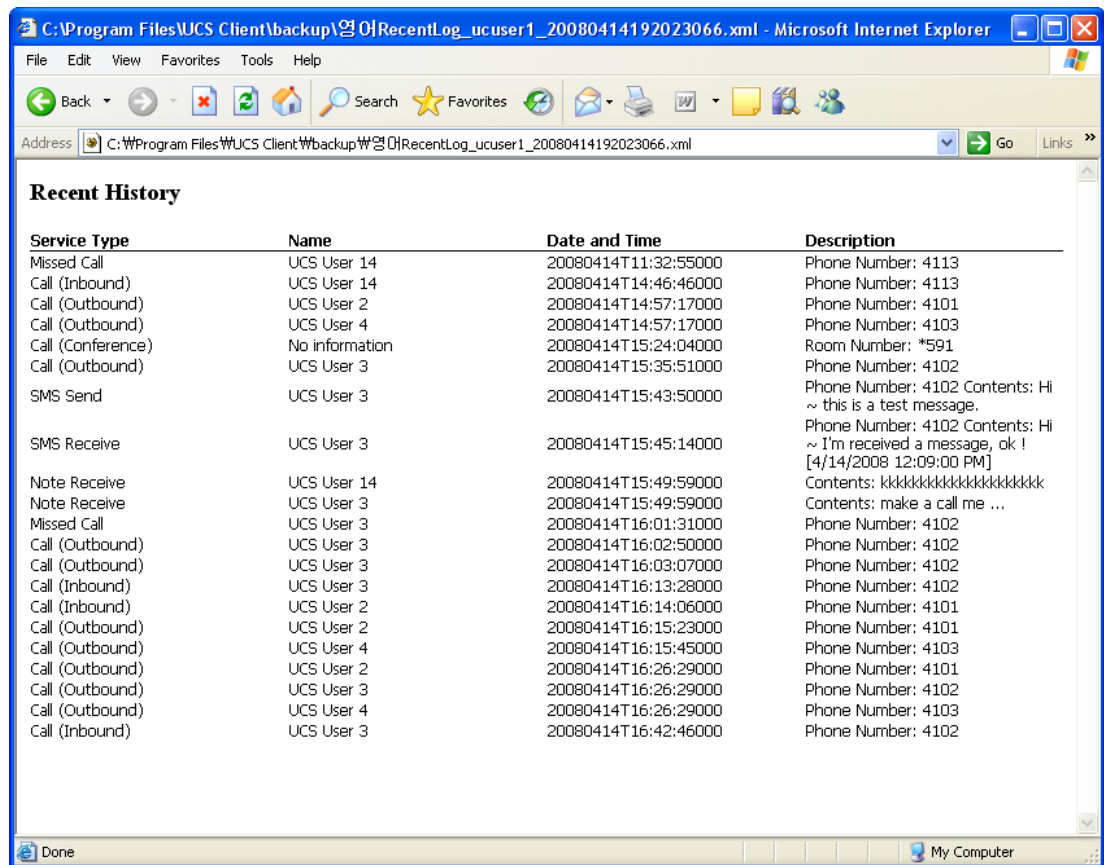 C:\Program Files\UCS Client\backup\영어RecentLog_ucuser1_20080414192023066.xml - Microsoft Internet Explorer
File Edit View Favorites Tools Help
Back Search Favorites
Address C:₩Program Files₩UCS Client₩backup₩영어RecentLog_ucuser1_20080414192023066.xml Go Links »
Recent History
Service Type Name Date and Time Description
Missed Call UCS User 14 20080414T11:32:55000 Phone Number: 4113
Call (Inbound) UCS User 14 20080414T14:46:46000 Phone Number: 4113
Call (Outbound) UCS User 2 20080414T14:57:17000 Phone Number: 4101
Call (Outbound) UCS User 4 20080414T14:57:17000 Phone Number: 4103
Call (Conference) No information 20080414T15:24:04000 Room Number: *591
Call (Outbound) UCS User 3 20080414T15:35:51000 Phone Number: 4102
SMS Send UCS User 3 20080414T15:43:50000 Phone Number: 4102 Contents: Hi
~ this is a test message.
SMS Receive UCS User 3 20080414T15:45:14000 Phone Number: 4102 Contents: Hi
~ I'm received a message, ok !
[4/14/2008 12:09:00 PM]
Note Receive UCS User 14 20080414T15:49:59000 Contents: kkkkkkkkkkkkkkkkkkkkkk
Note Receive UCS User 3 20080414T15:49:59000 Contents: make a call me ...
Missed Call UCS User 3 20080414T16:01:31000 Phone Number: 4102
Call (Outbound) UCS User 3 20080414T16:02:50000 Phone Number: 4102
Call (Outbound) UCS User 3 20080414T16:03:07000 Phone Number: 4102
Call (Inbound) UCS User 3 20080414T16:13:28000 Phone Number: 4102
Call (Inbound) UCS User 2 20080414T16:14:06000 Phone Number: 4101
Call (Outbound) UCS User 2 20080414T16:15:23000 Phone Number: 4101
Call (Outbound) UCS User 4 20080414T16:15:45000 Phone Number: 4103
Call (Outbound) UCS User 2 20080414T16:26:29000 Phone Number: 4101
Call (Outbound) UCS User 3 20080414T16:26:29000 Phone Number: 4102
Call (Outbound) UCS User 4 20080414T16:26:29000 Phone Number: 4103
Call (Inbound) UCS User 3 20080414T16:42:46000 Phone Number: 4102
Done My Computer